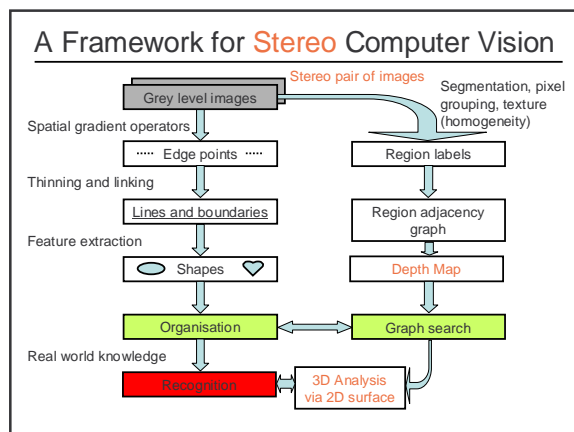 A Framework for Stereo Computer Vision
Stereo pair of images
Grey level images
Segmentation, pixel
grouping, texture
(homogeneity)
Spatial gradient operators
Edge points
Region labels
Thinning and linking
Lines and boundaries
Region adjacency
graph
Feature extraction
Shapes
Depth Map
Organisation
Graph search
Real world knowledge
Recognition
3D Analysis
via 2D surface